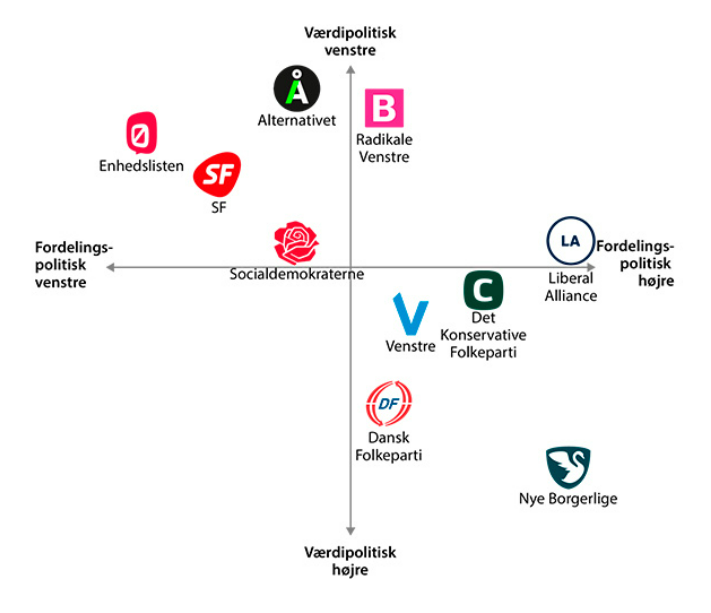 Værdipolitisk
venstre
Å
Alternativet
B
Radikale
Venstre
Ø
Enhedslisten
SF
SF
Fordelings-
politisk
venstre
Socialdemokraterne
LA
Liberal
Alliance
Fordelings-
politisk
højre
V
Venstre
C
Det
Konservative
Folkeparti
DF
Dansk
Folkeparti
Nye Borgerlige
Værdipolitisk
højre